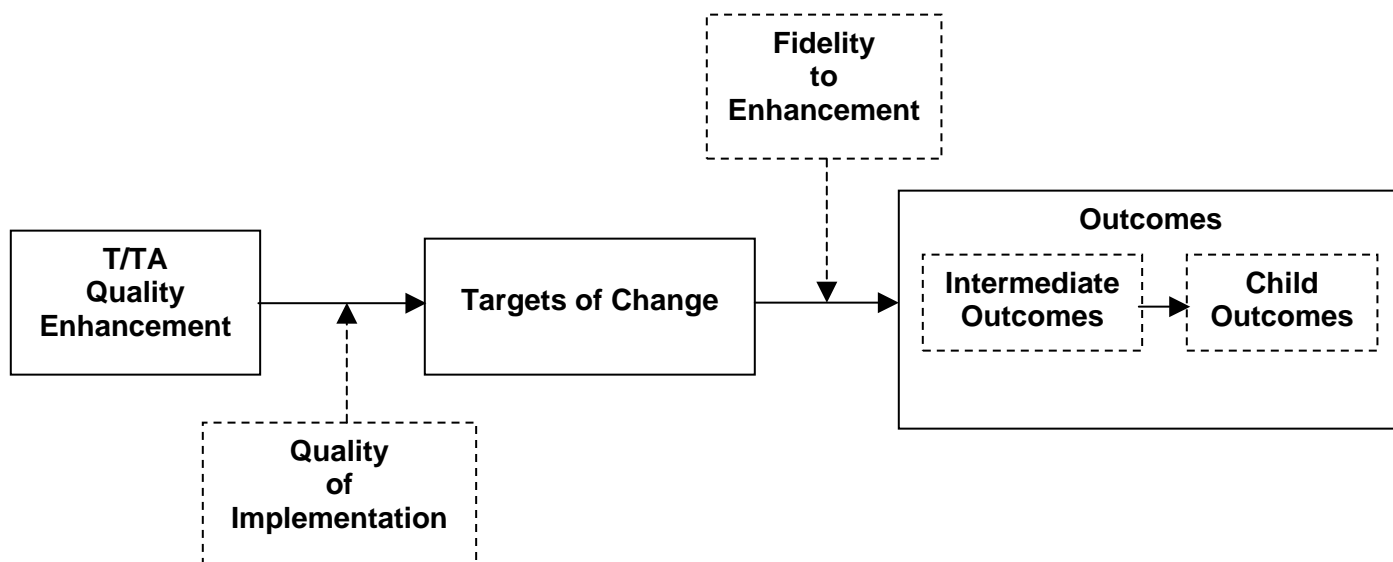 Fidelity
to
Enhancement
T/TA
Quality
Enhancement
Targets of Change
Outcomes
Intermediate
Outcomes
Child
Outcomes
Quality
of
Implementation